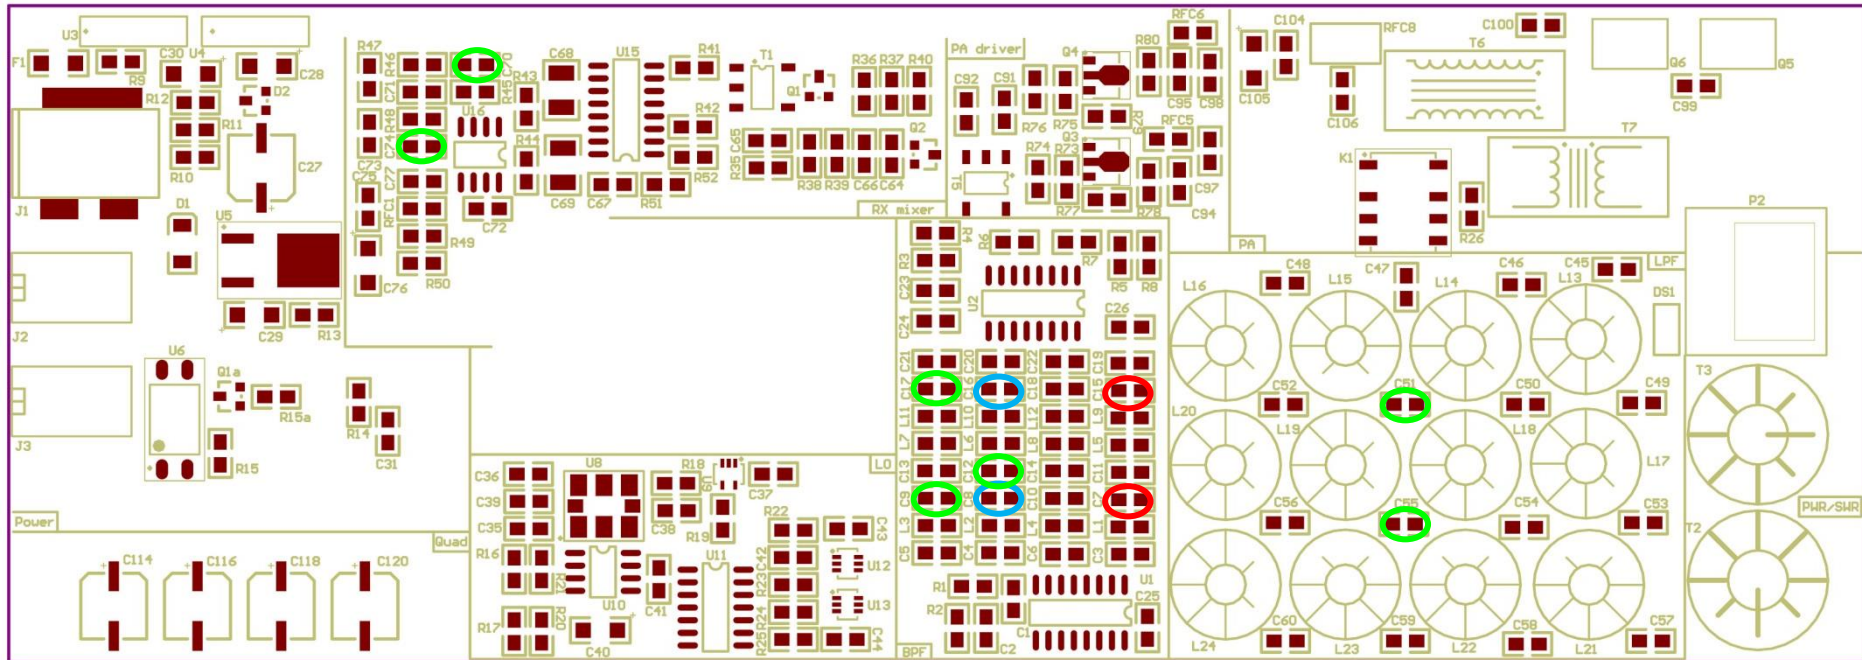 U3
F1
R9
C30
U4
C28
R12
D2
R11
R10
C27
J1
D1
U5
J2
C29
R13
J3
U6
Q1a
R15a
R15
R14
C31
Power
R47
R46
C71
C70
R45
R48
C74
C73
C75
C77
RFC1
R49
R50
C76
U16
C72
R43
R44
C68
C69
U15
C67
R51
R41
R42
R52
T1
Q1
C65
R35
R36
R37
R40
R38
R39
C66
C64
Q2
RX mixer
PA driver
C92
C91
R76
R75
Q4
R79
Q3
R74
R73
T5
R77
R78
R80
RFC6
C95
C98
RFC5
C97
C94
C104
C105
RFC8
C106
C100
T6
Q6
Q5
C99
T7
K1
R26
PA
P2
R4
R3
C23
C24
R6
R7
R5
R8
U2
C26
C21
C20
C22
C19
C17
C16
C18
C15
L11
L10
L12
L9
L7
L6
L8
L5
C13
C12
C14
C11
C9
C8
C10
C7
L3
L2
L4
L1
C5
C4
C6
C3
R1
R2
C2
C1
U1
C25
BPF
C48
C47
C46
C45
LPF
L16
L15
L14
L13
DS1
C52
C51
C50
C49
L20
L19
L18
L17
C56
C55
C54
C53
L24
C60
L23
C59
L22
C58
L21
C57
T3
PWR/SWR
T2
LO
C36
C39
C35
U8
R18
U9
C37
C38
R19
R16
R21
U10
C41
U11
R17
R20
C40
R22
C42
R23
R24
R25
C43
U12
U13
C44
Quad
C114
C116
C118
C120